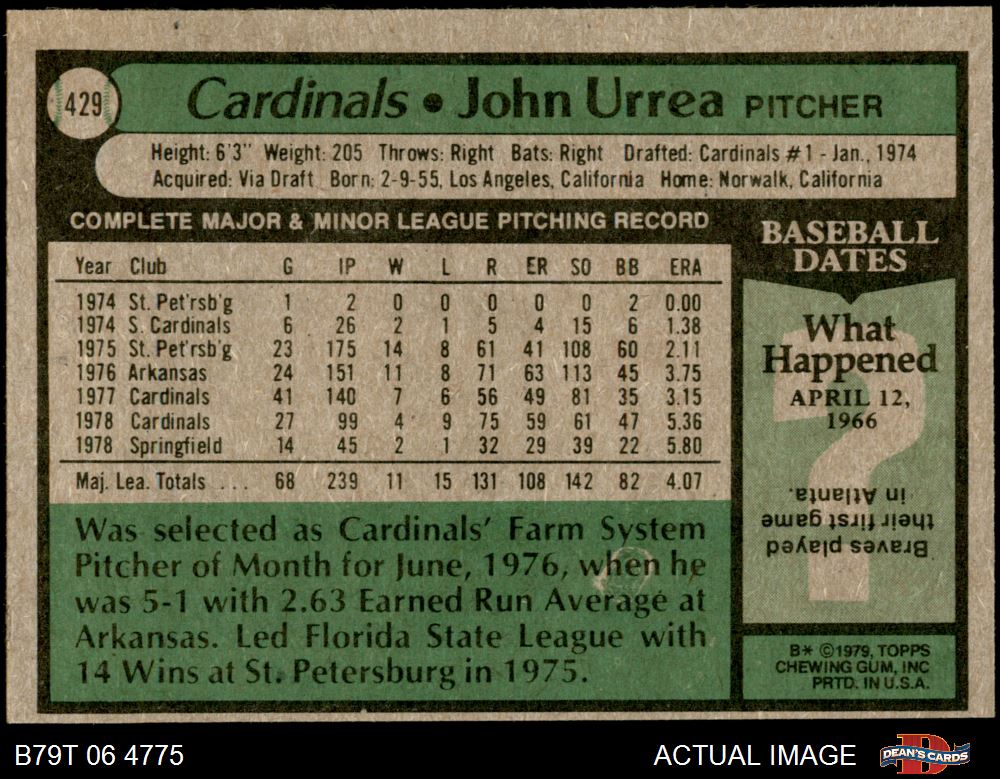 429
Cardinals • John Urrea PITCHER
Height: 6'3" Weight: 205 Throws: Right Bats: Right Drafted: Cardinals #1 - Jan., 1974
Acquired: Via Draft Born: 2-9-55, Los Angeles, California Home: Norwalk, California
COMPLETE MAJOR & MINOR LEAGUE PITCHING RECORD
Year Club G IP W L R ER SO BB ERA
1974 St. Pet'rsb'g 1 2 0 0 0 0 0 2 0.00
1974 S. Cardinals 6 26 2 1 5 4 15 6 1.38
1975 St. Pet'rsb'g 23 175 14 8 61 41 108 60 2.11
1976 Arkansas 24 151 11 8 71 63 113 45 3.75
1977 Cardinals 41 140 7 6 56 49 81 35 3.15
1978 Cardinals 27 99 4 9 75 59 61 47 5.36
1978 Springfield 14 45 2 1 32 29 39 22 5.80
Maj. Lea. Totals ... 68 239 11 15 131 108 142 82 4.07
Was selected as Cardinals' Farm System
Pitcher of Month for June, 1976, when he
was 5-1 with 2.63 Earned Run Average at
Arkansas. Led Florida State League with
14 Wins at St. Petersburg in 1975.
BASEBALL
DATES
?
What
Happened
APRIL 12,
1966
Braves played
their first game
in Atlanta.
B* ©1979, TOPPS
CHEWING GUM, INC
PRTD. IN U.S.A.
B79T 06 4775
ACTUAL IMAGE
D
DEAN'S CARDS